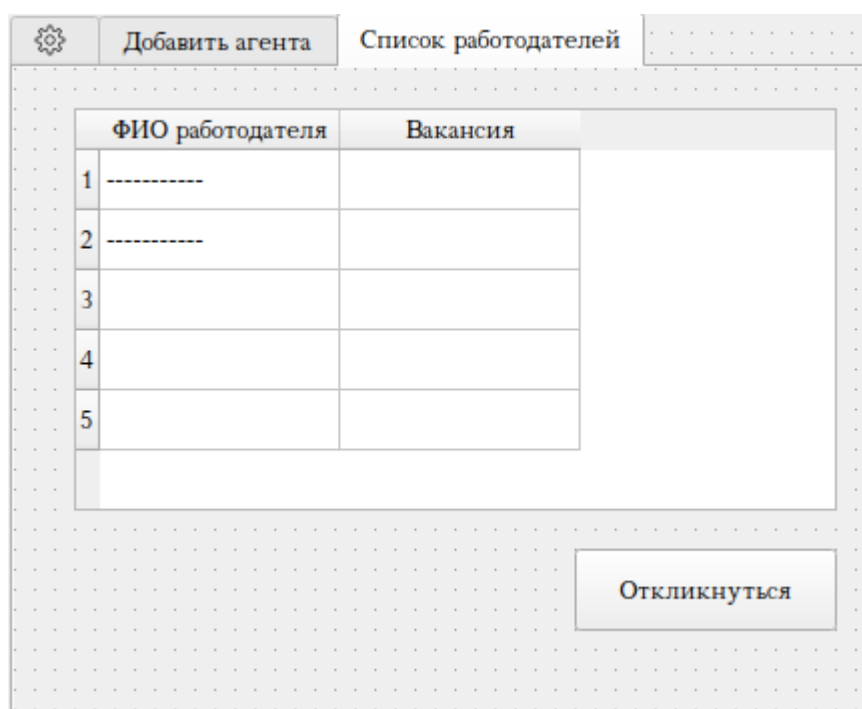 Добавить агента Список работодателей
ФИО работодателя Вакансия
1 -----------
2 -----------
3
4
5
Откликнуться